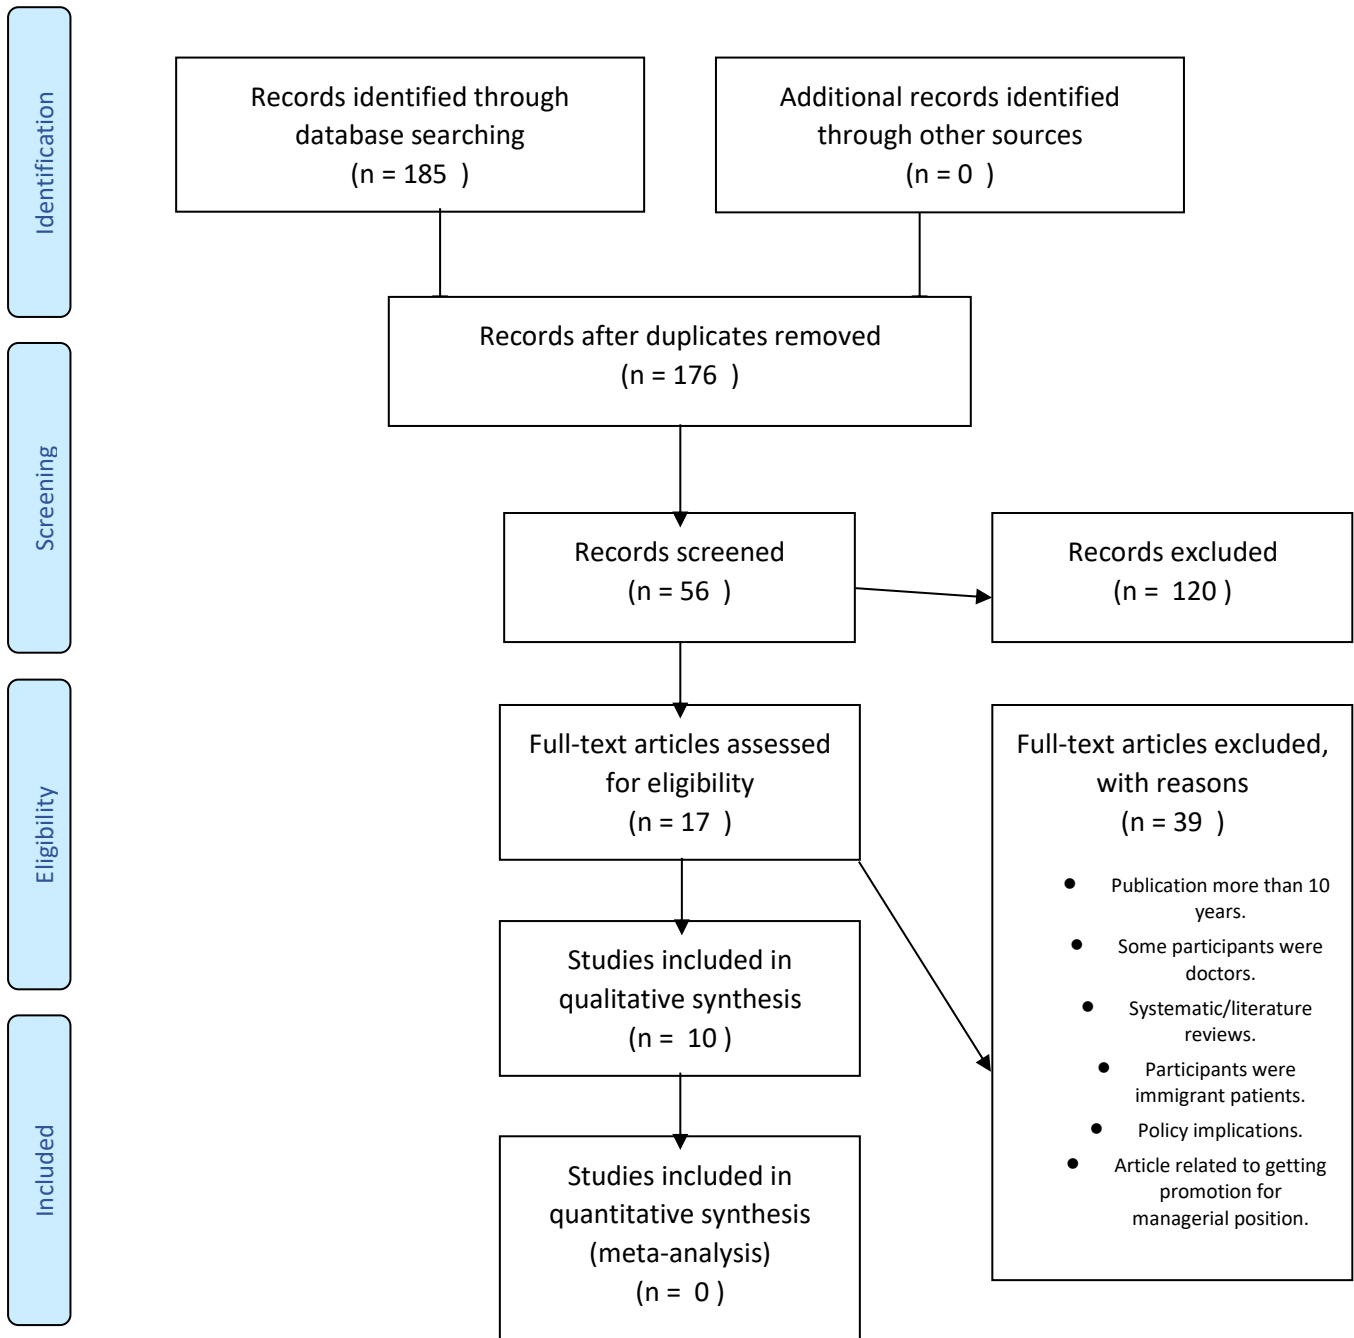 Identification
Records identified through
database searching
(n = 185  )
Additional records identified
through other sources
(n = 0  )
Records after duplicates removed
(n = 176  )
Screening
Records screened
(n = 56  )
Records excluded
(n =  120 )
Eligibility
Full-text articles assessed
for eligibility
(n = 17  )
Full-text articles excluded,
with reasons
(n = 39  )
● Publication more than 10
years.
● Some participants were
doctors.
● Systematic/literature
reviews.
● Participants were
immigrant patients.
● Policy implications.
● Article related to getting
promotion for
managerial position.
Studies included in
qualitative synthesis
(n =  10 )
Included
Studies included in
quantitative synthesis
(meta-analysis)
(n =  0 )